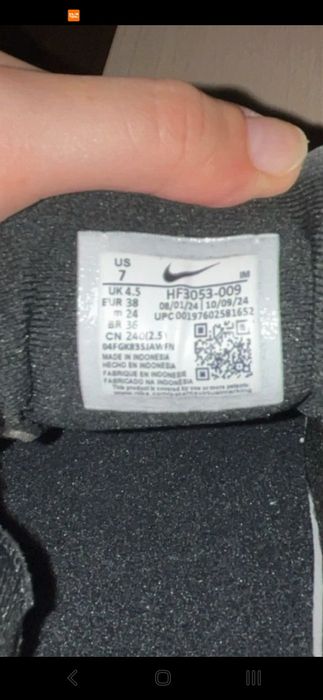 US
7
IM
UK 4.5
HF3053-009
EUR 38
08/01/24 | 10/09/24
24
UPC 00197602581652
BR 36
CN 240(2.5)
MADE IN INDONESIA
HECHO EN INDONESIA
FABRIQUE EN INDONESIE
FABRICADO NA INDONESIA